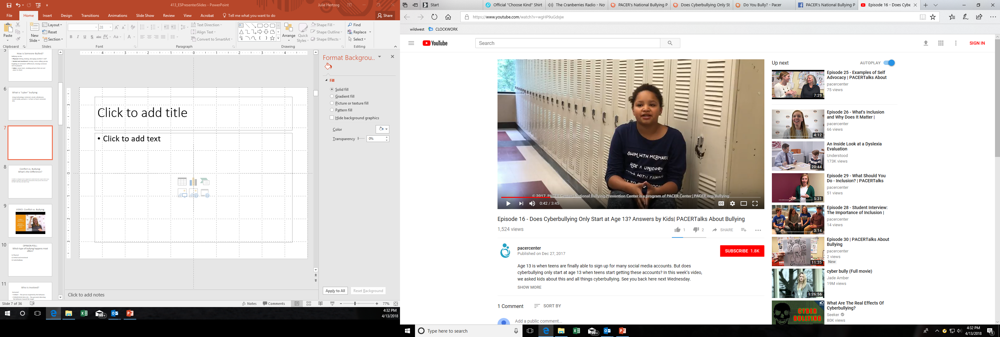 413_ESPresenterSlides - PowerPoint
Julie Hertzog
File Home Insert Design Transitions Animations Slide Show Review View Acrobat Tell me what you want to do Share
Paste
New Slide
Layout
Reset
Section
28
B I U S abc AV Aa A
Text Direction
Align Text
Convert to SmartArt
Arrange
Quick Styles
Shape Fill
Shape Outline
Shape Effects
Find
Replace
Select
Clipboard Slides Font Paragraph Drawing Editing
5
How is Someone Bullied?
6
What is "cyber" bullying
7
8
Conflict vs. Bullying:
What's the Difference?
9
VIDEO: Conflict vs. Bullying
10
OPINION POLL:
Which type of bullying happens most
often?
11
Who is Involved?
Click to add title
• Click to add text
Click to add notes
Format Backgrou..
Fill
Solid fill
Gradient fill
Picture or texture fill
Pattern fill
Hide background graphics
Color
Transparency 0%
Apply to All Reset Background
Slide 7 of 36
Notes Comments 77%
99+
4:32 PM
4/13/2018
Start
Official "Choose Kind" Shirt
The Cranberries Radio - No
PACER's National Bullying P
Does Cyberbullying Only St
Do You Bully? - Pacer
PACER's National Bullying P
Episode 16 - Does Cybe
https://www.youtube.com/watch?v=wgHP9uGdxjw
wildwest CLOCKWORK
YouTube
Search
SIGN IN
SWIM WITH MERMAIDS
RIDE A UNICORN
© 2017, PACER Center | National Bullying Prevention Center is a program of PACER Center | PACER.org/Bullying
0:42 / 3:45
CC
Episode 16 - Does Cyberbullying Only Start at Age 13? Answers by Kids| PACERTalks About Bullying
1,524 views
1 2 SHARE
pacercenter
Published on Dec 27, 2017
SUBSCRIBE 1.8K
Age 13 is when teens are finally able to sign up for many social media accounts. But does
cyberbullying only start at age 13 when teens start getting these accounts? In this week's video,
we asked kids about this and all things cyberbullying. See you back here next Wednesday.
SHOW MORE
1 Comment SORT BY
Add a public comment...
Up next AUTOPLAY
7:29
Episode 25 - Examples of Self
Advocacy | PACERTalks About
pacercenter
75 views
4:12
Episode 26 - What's Inclusion
and Why Does It Matter |
pacercenter
66 views
20:44
An Inside Look at a Dyslexia
Evaluation
Understood
173K views
5:31
Episode 29 - What Should You
Do - Inclusion? | PACERTalks
pacercenter
51 views
3:14
Episode 28 - Student Interview:
The Importance of Inclusion |
pacercenter
14 views
11:35
Episode 30 | PACERTalks About
Bullying
pacercenter
2 views
New
1:26:56
cyber bully (Full movie)
Jade Amber
19M views
CYBER
BULLYING
What Are The Real Effects Of
Cyberbullying?
Seeker
80K views
Type here to search
99+
4:32 PM
4/13/2018
1